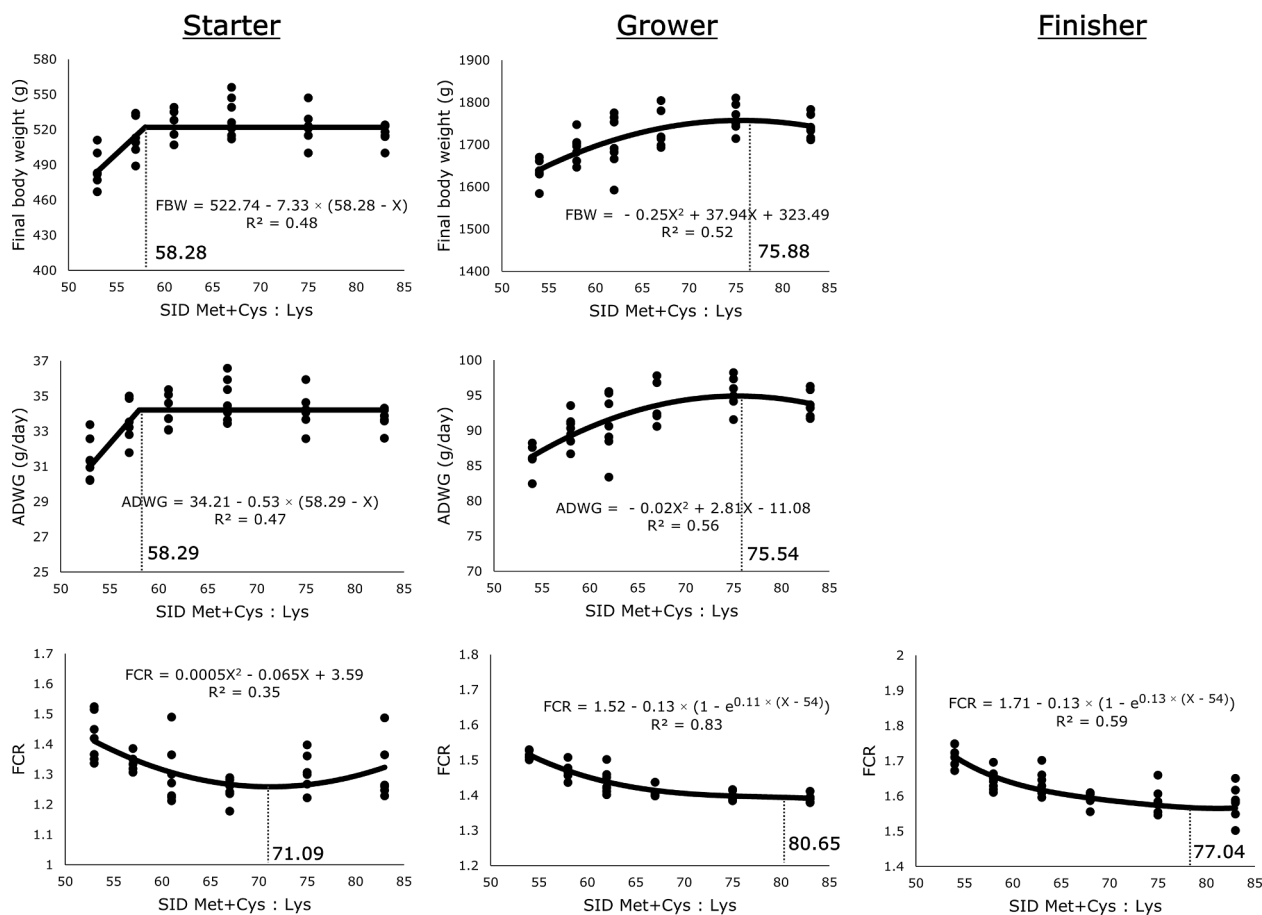 Starter
Grower
Finisher
Final body weight (g)
580
550
520
490
460
430
400
FBW = 522.74 - 7.33 × (58.28 - X)
R² = 0.48
58.28
50 55 60 65 70 75 80 85
SID Met+Cys : Lys
Final body weight (g)
1900
1800
1700
1600
1500
1400
FBW = - 0.25X² + 37.94X + 323.49
R² = 0.52
75.88
50 55 60 65 70 75 80 85
SID Met+Cys : Lys
ADWG (g/day)
37
35
33
31
29
27
25
ADWG = 34.21 - 0.53 × (58.29 - X)
R² = 0.47
58.29
50 55 60 65 70 75 80 85
SID Met+Cys : Lys
ADWG (g/day)
100
95
90
85
80
75
70
ADWG = - 0.02X² + 2.81X - 11.08
R² = 0.56
75.54
50 55 60 65 70 75 80 85
SID Met+Cys : Lys
FCR
1.7
1.6
1.5
1.4
1.3
1.2
1.1
1
FCR = 0.0005X² - 0.065X + 3.59
R² = 0.35
71.09
50 55 60 65 70 75 80 85
SID Met+Cys : Lys
FCR
1.8
1.7
1.6
1.5
1.4
1.3
1.2
FCR = 1.52 - 0.13 × (1 - e^0.11 × (X - 54))
R² = 0.83
80.65
50 55 60 65 70 75 80 85
SID Met+Cys : Lys
FCR
2
1.9
1.8
1.7
1.6
1.5
1.4
FCR = 1.71 - 0.13 × (1 - e^0.13 × (X - 54))
R² = 0.59
77.04
50 55 60 65 70 75 80 85
SID Met+Cys : Lys